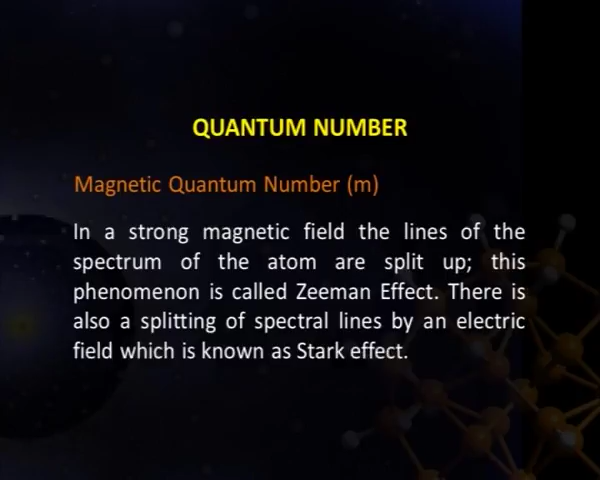 QUANTUM NUMBER
Magnetic Quantum Number (m)
In a strong magnetic field the lines of the
spectrum of the atom are split up; this
phenomenon is called Zeeman Effect. There is
also a splitting of spectral lines by an electric
field which is known as Stark effect.